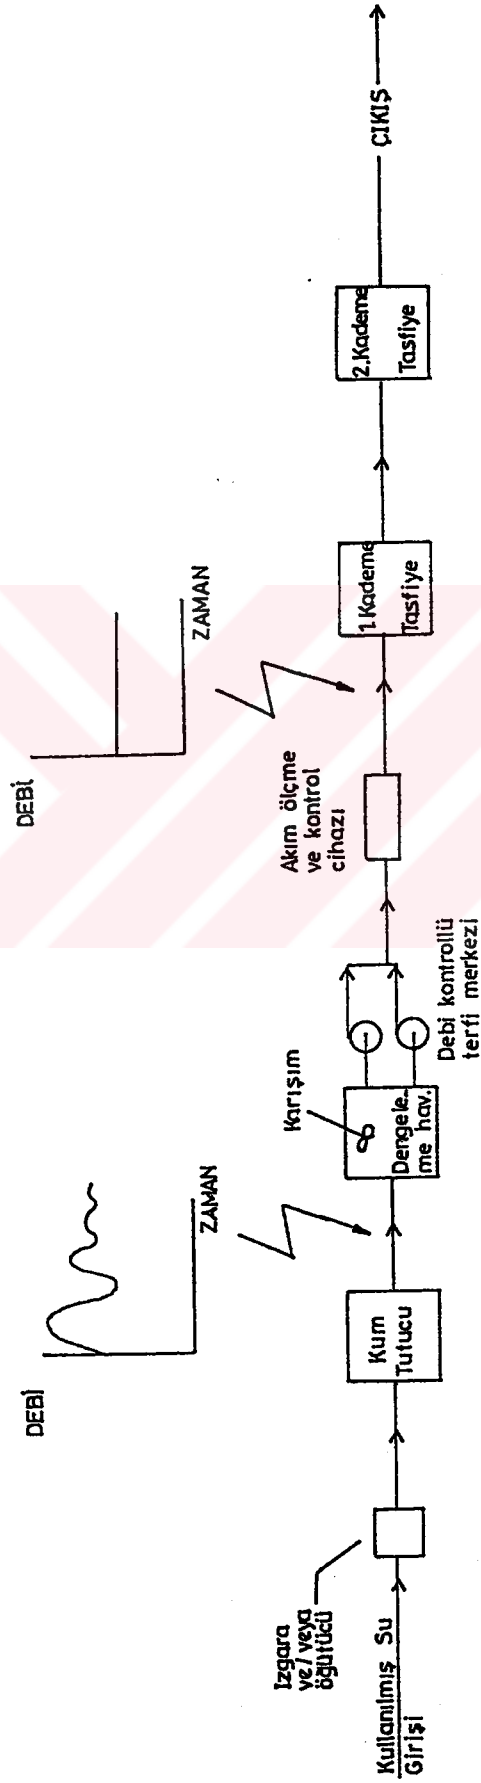 DEBİ
ZAMAN
DEBİ
ZAMAN
Kullanılmış Su
Girişi
Izgara
ve/veya
öğütücü
Kum
Tutucu
Karışım
Dengele-
me hav.
Debi kontrollü
terfi merkezi
Akım ölçme
ve kontrol
cihazı
1.Kademe
Tasfiye
2.Kademe
Tasfiye
ÇIKIŞ